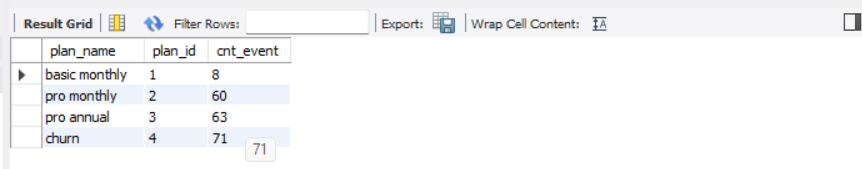 Result Grid Filter Rows: Export: Wrap Cell Content: IA
plan_name plan_id cnt_event
basic monthly 1 8
pro monthly 2 60
pro annual 3 63
churn 4 71
71